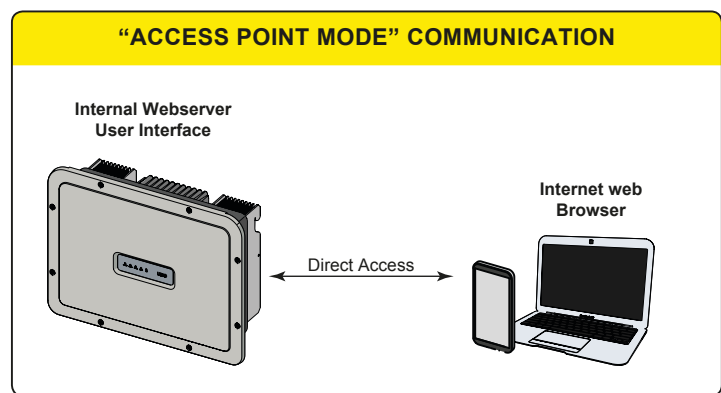 “ACCESS POINT MODE” COMMUNICATION
Internal Webserver
User Interface
Internet web
Browser
Direct Access